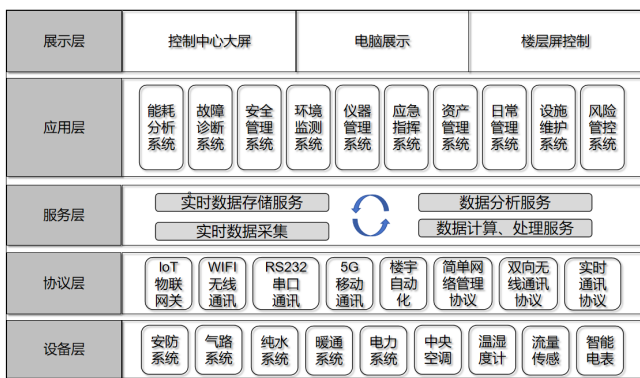 展示层
控制中心大屏
电脑展示
楼层屏控制
应用层
能耗
分析
系统
故障
诊断
系统
安全
管理
系统
环境
监测
系统
仪器
管理
系统
应急
指挥
系统
资产
管理
系统
日常
管理
系统
设施
维护
系统
风险
管控
系统
服务层
实时数据存储服务
数据分析服务
实时数据采集
数据计算、处理服务
协议层
IoT
物联
网关
WIFI
无线
通讯
RS232
串口
通讯
5G
移动
通讯
楼宇
自动
化
简单网
络管理
协议
双向无
线通讯
协议
实时
通讯
协议
设备层
安防
系统
气路
系统
纯水
系统
暖通
系统
电力
系统
中央
空调
温湿
度计
流量
传感
智能
电表